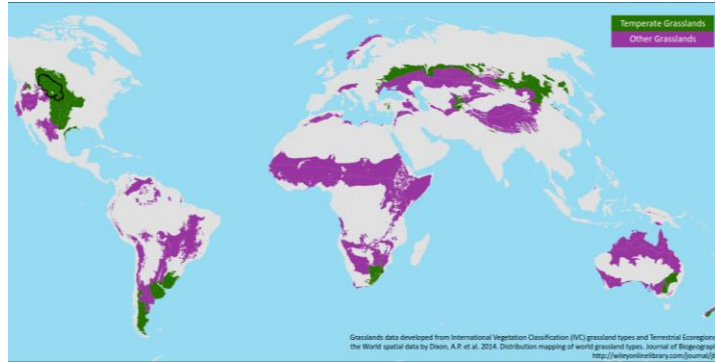 Temperate Grasslands
Other Grasslands
Grasslands data developed from International Vegetation Classification (IVC) grassland types and Terrestrial Ecoregions
the World spatial data by Dixon, A.P. et al. 2014. Distribution mapping of world grassland types. Journal of Biogeograph
http://wileyonlinelibrary.com/journal/j